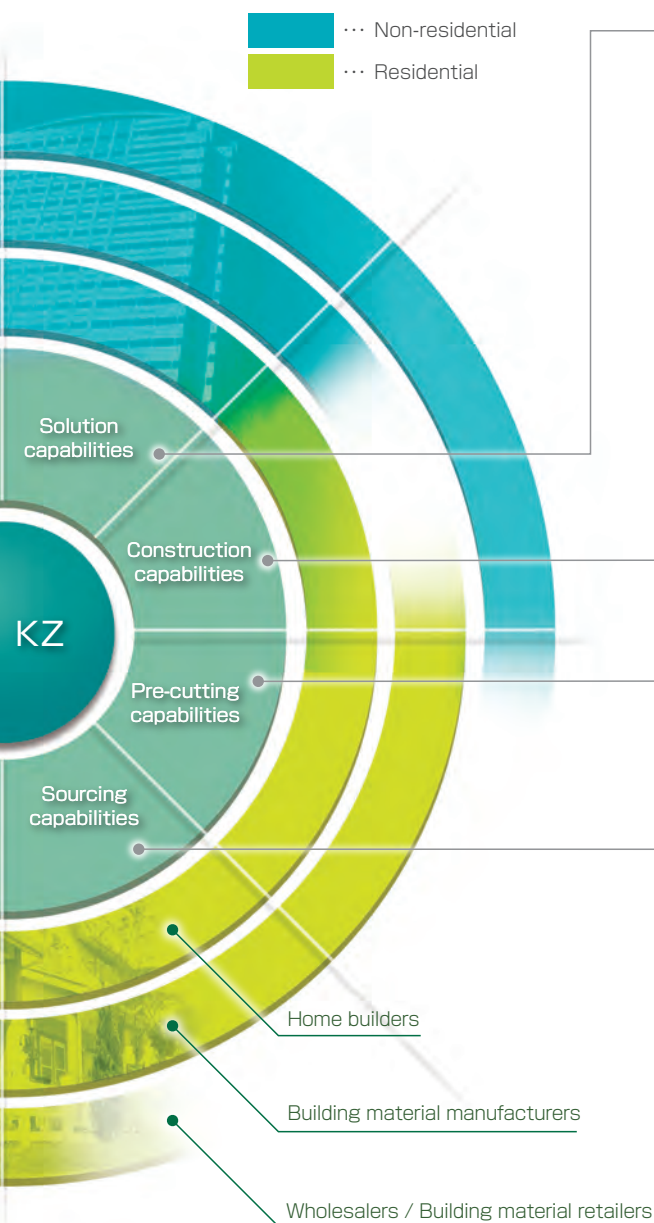 … Non-residential
… Residential
Solution
capabilities
Construction
capabilities
KZ
Pre-cutting
capabilities
Sourcing
capabilities
Home builders
Building material manufacturers
Wholesalers / Building material retailers